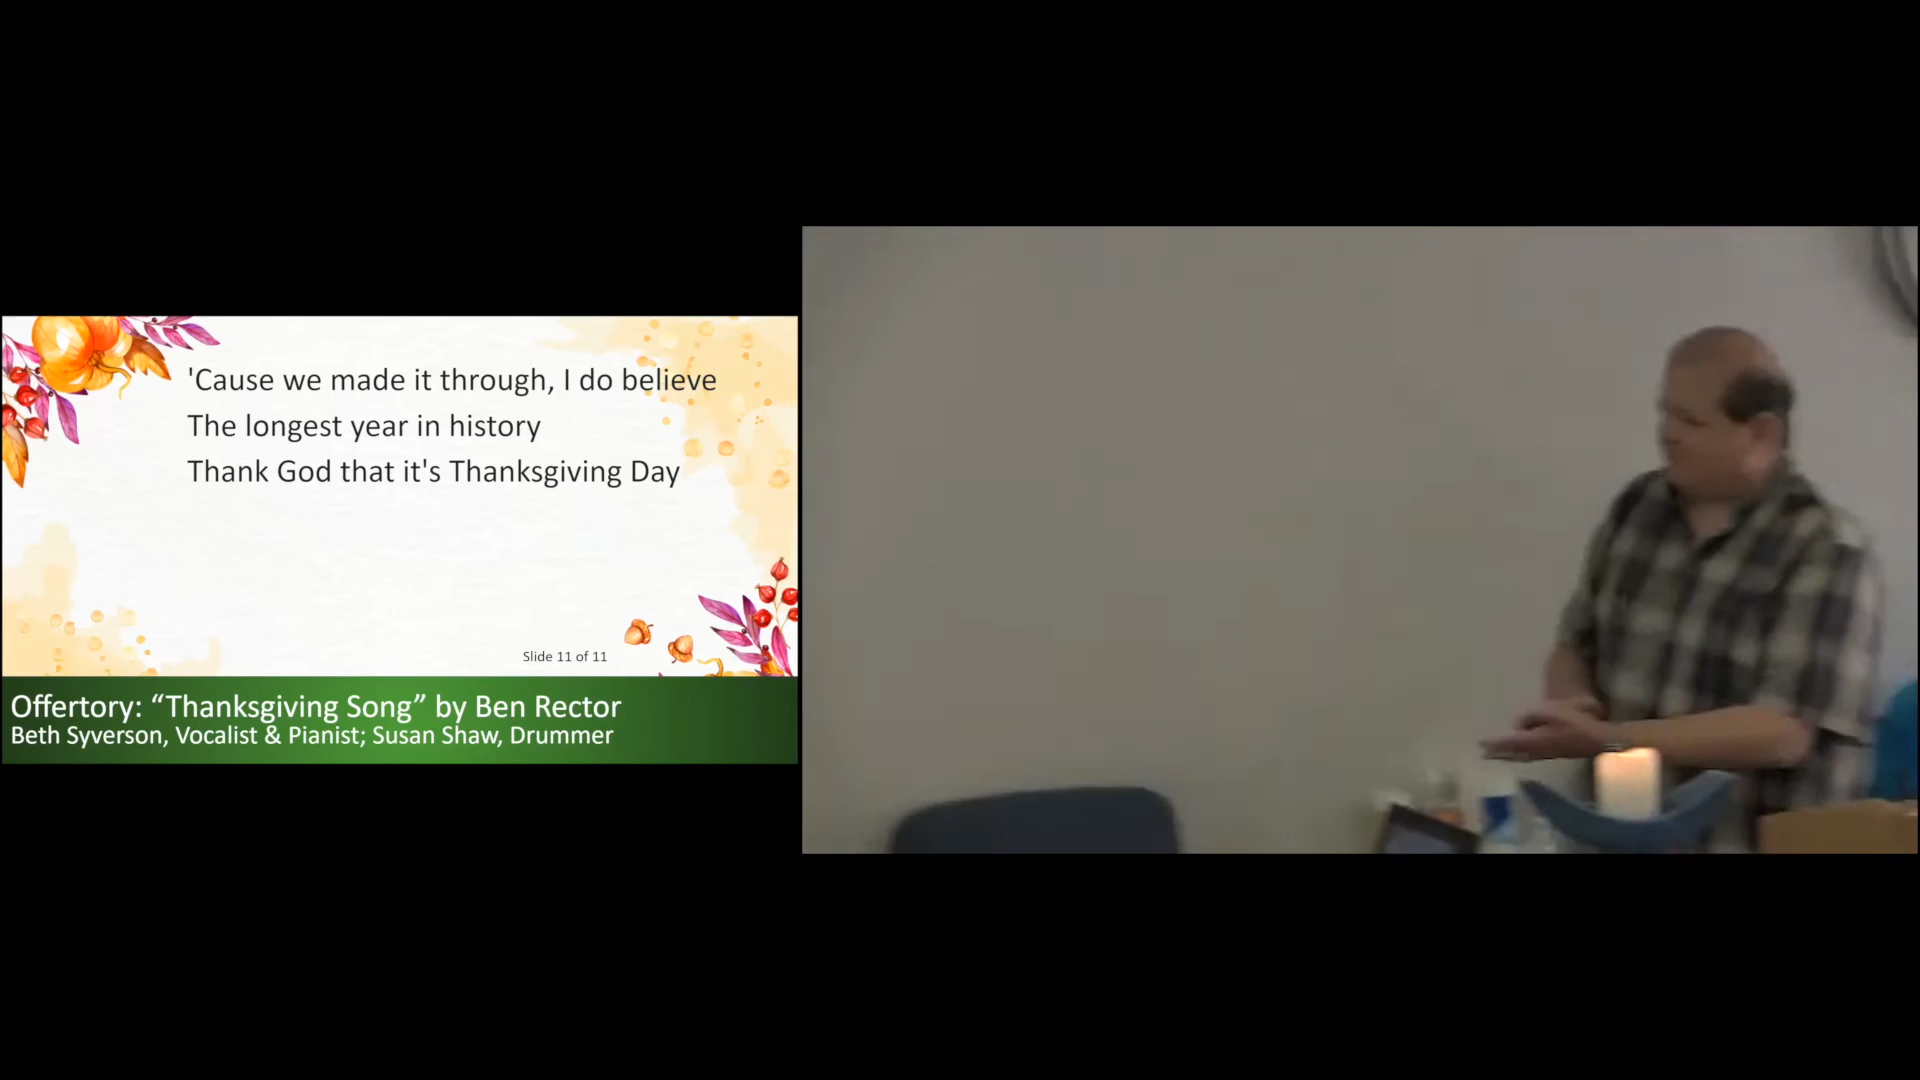 'Cause we made it through, I do believe
The longest year in history
Thank God that it's Thanksgiving Day
Slide 11 of 11
Offertory: “Thanksgiving Song” by Ben Rector
Beth Syverson, Vocalist & Pianist; Susan Shaw, Drummer